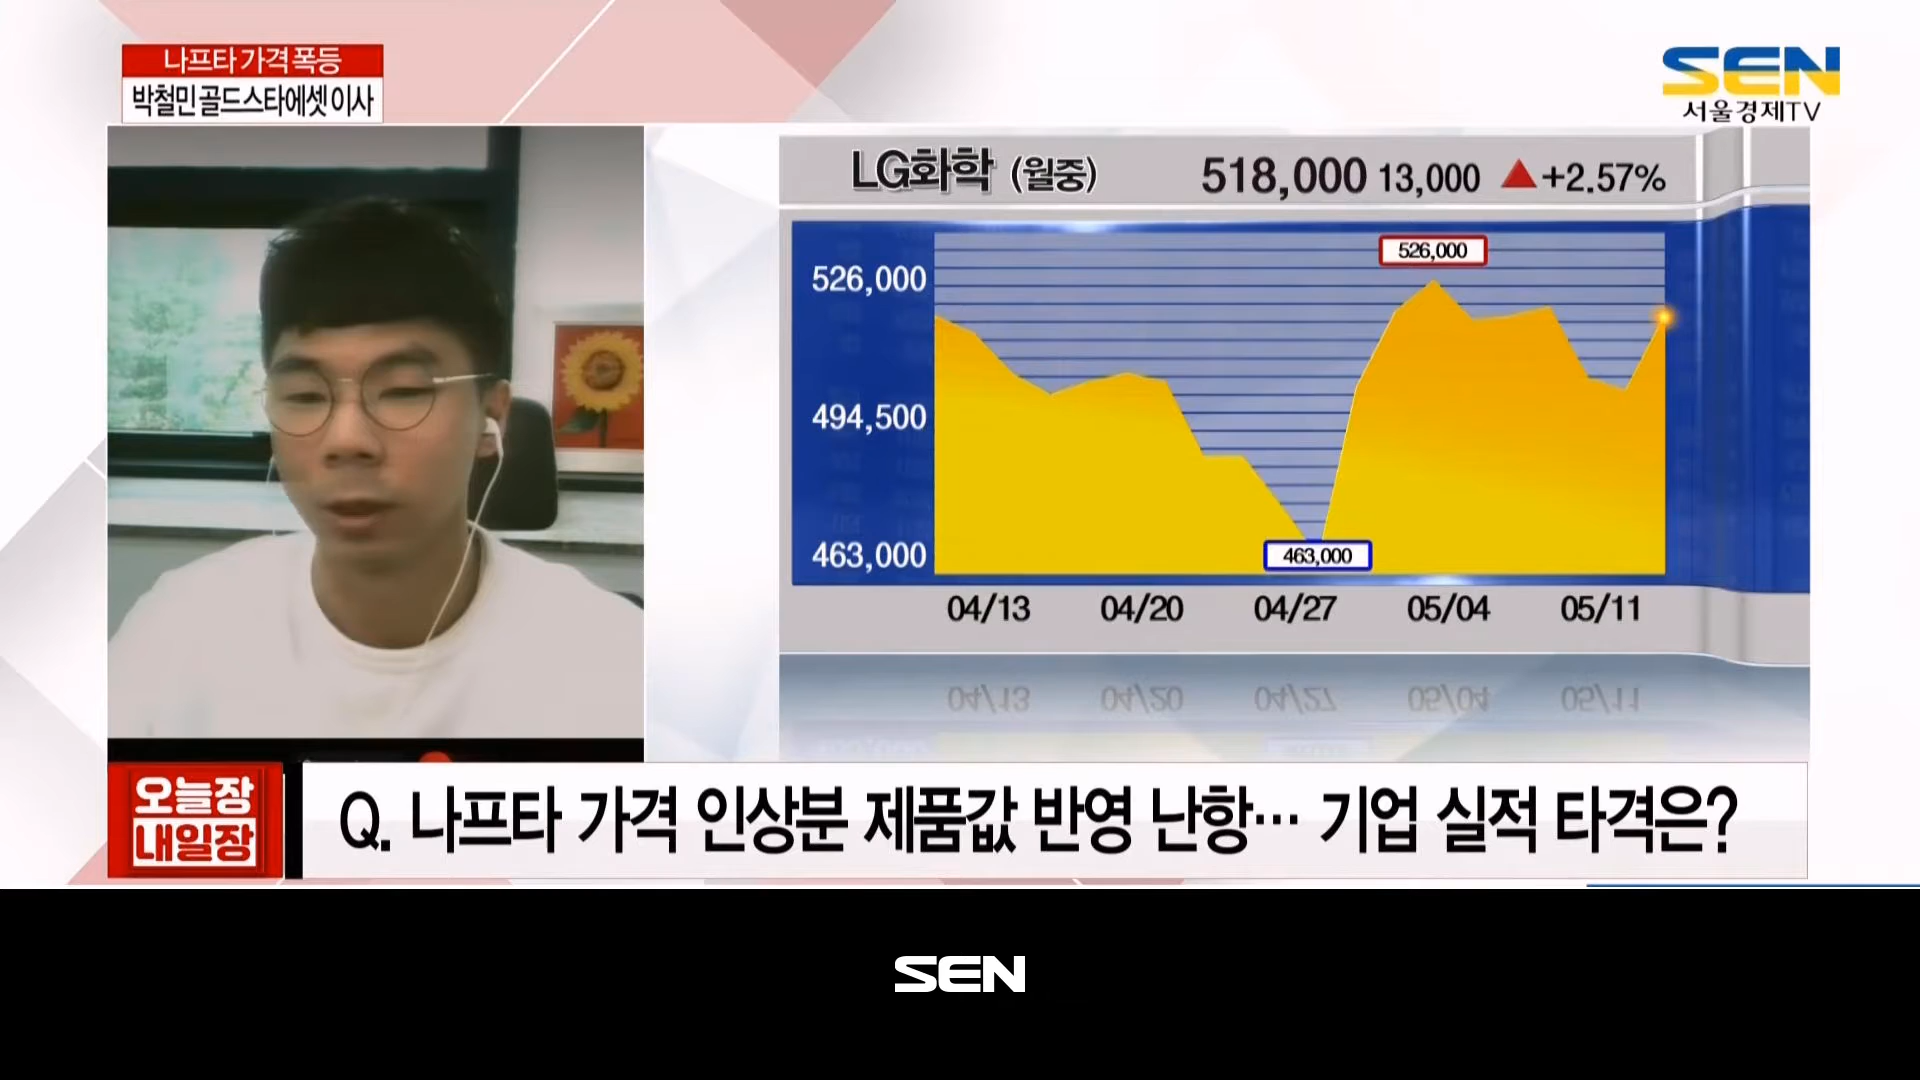 나프타 가격 폭등
박철민 골드스타에셋 이사
SEN
서울경제TV
LG화학 (월중) 518,000 13,000 ▲+2.57%
526,000
526,000
494,500
463,000
463,000
04/13 04/20 04/27 05/04 05/11
오늘장
내일장
Q. 나프타 가격 인상분 제품값 반영 난항… 기업 실적 타격은?
SEN